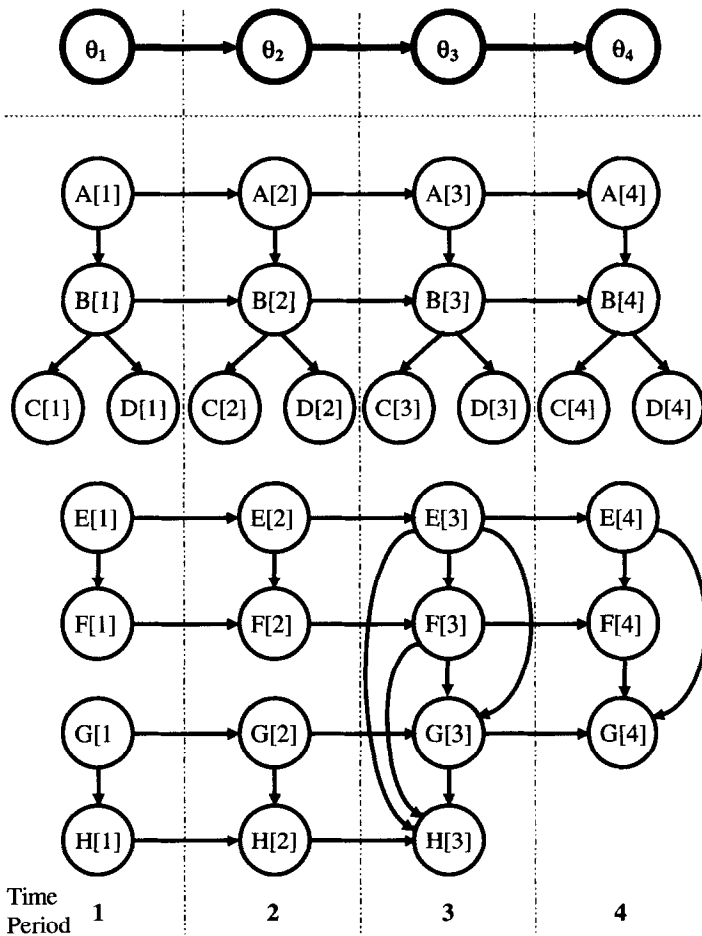 θ1 θ2 θ3 θ4
A[1] A[2] A[3] A[4]
B[1] B[2] B[3] B[4]
C[1] D[1] C[2] D[2] C[3] D[3] C[4] D[4]
E[1] E[2] E[3] E[4]
F[1] F[2] F[3] F[4]
G[1 G[2] G[3] G[4]
H[1] H[2] H[3]
Time
Period 1 2 3 4